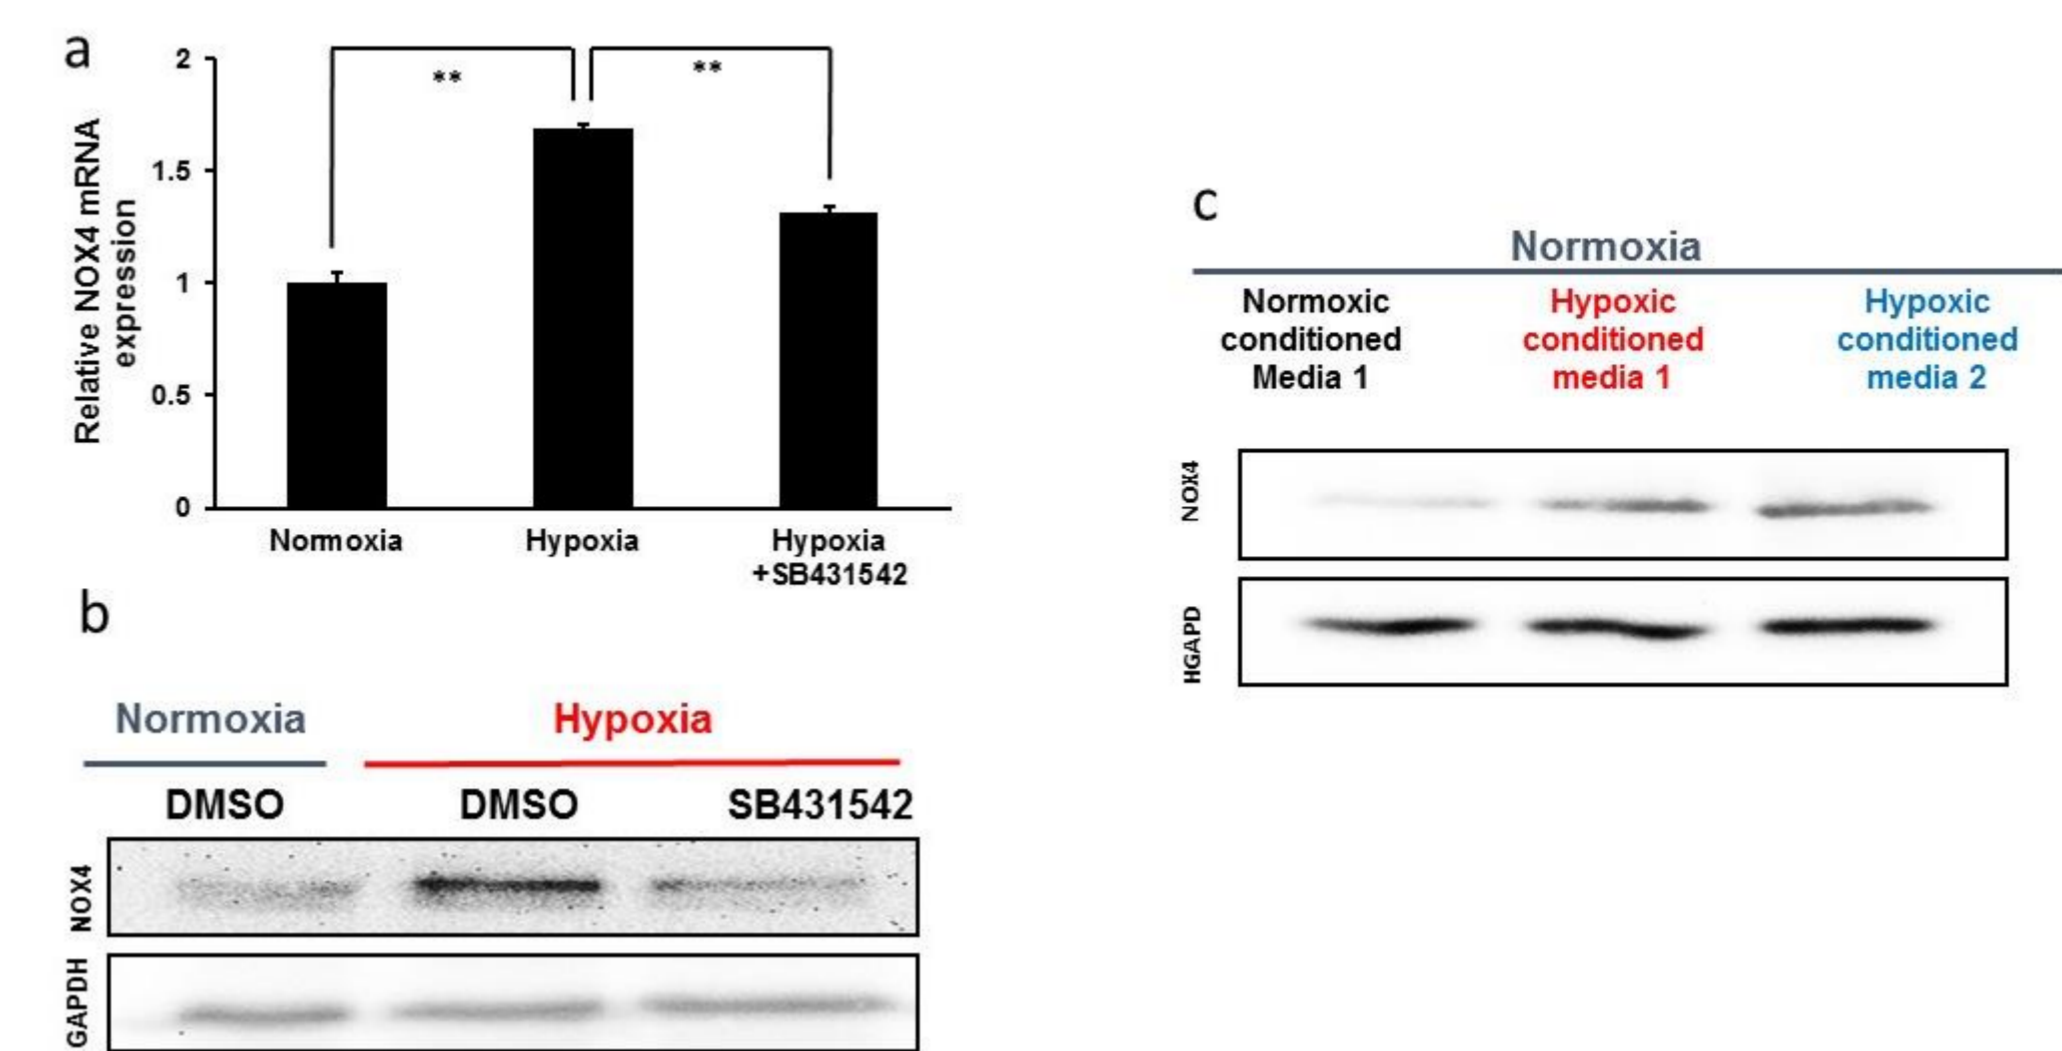 a
2
1.5
1
0.5
0
Relative NOX4 mRNA
expression
**
**
Normoxia
Hypoxia
Hypoxia
+SB431542
b
Normoxia
Hypoxia
DMSO
DMSO
SB431542
NOX4
GAPDH
c
Normoxia
Normoxic
conditioned
Media 1
Hypoxic
conditioned
media 1
Hypoxic
conditioned
media 2
NOX4
HGAPD